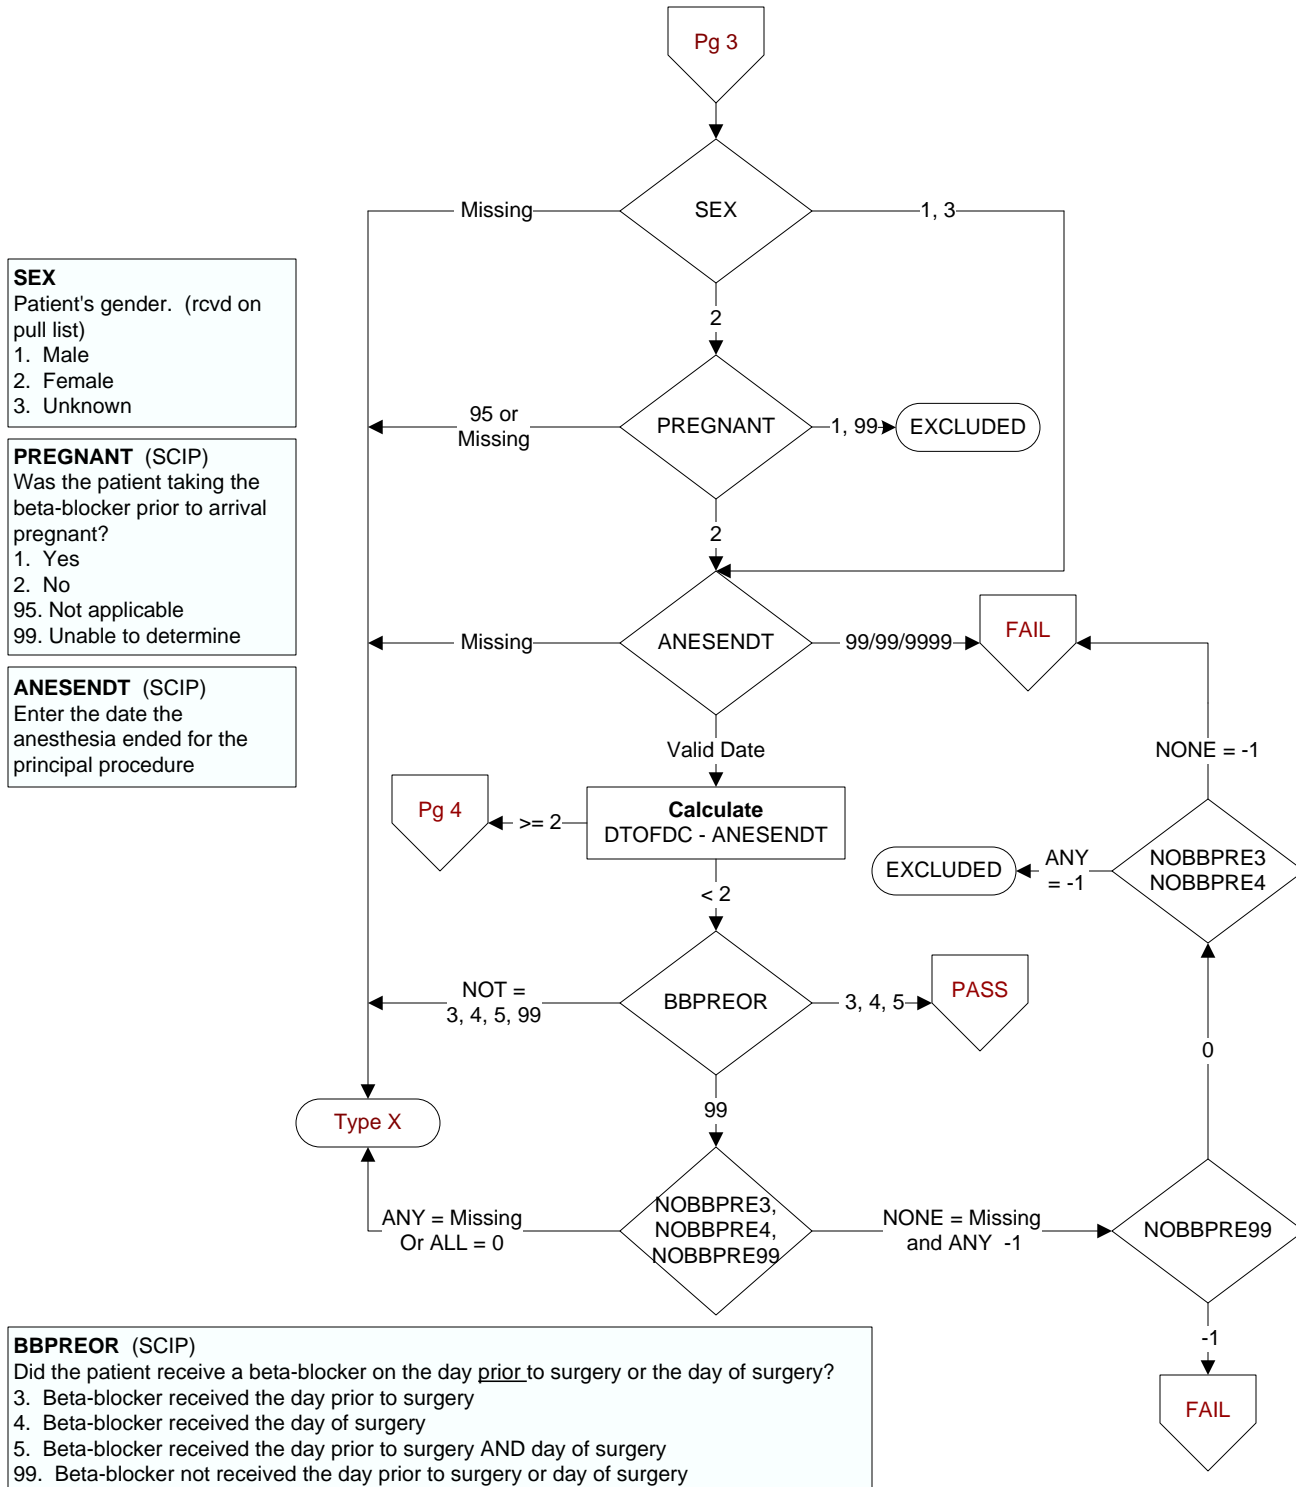 Pg 3
SEX
Missing
1, 3
2
SEX
Patient's gender.  (rcvd on
pull list)
1.  Male
2.  Female
3.  Unknown
PREGNANT
95 or
Missing
1, 99
EXCLUDED
2
PREGNANT  (SCIP)
Was the patient taking the
beta-blocker prior to arrival
pregnant?
1.  Yes
2.  No
95. Not applicable
99. Unable to determine
ANESENDT
Missing
99/99/9999
FAIL
ANESENDT  (SCIP)
Enter the date the
anesthesia ended for the
principal procedure
Valid Date
NONE = -1
Pg 4
>= 2
Calculate
DTOFDC - ANESENDT
EXCLUDED
ANY
= -1
NOBBPRE3
NOBBPRE4
< 2
NOT =
3, 4, 5, 99
BBPREOR
3, 4, 5
PASS
0
99
Type X
ANY = Missing
Or ALL = 0
NOBBPRE3,
NOBBPRE4,
NOBBPRE99
NONE = Missing
and ANY  -1
NOBBPRE99
-1
FAIL
BBPREOR  (SCIP)
Did the patient receive a beta-blocker on the day prior to surgery or the day of surgery?
3.  Beta-blocker received the day prior to surgery
4.  Beta-blocker received the day of surgery
5.  Beta-blocker received the day prior to surgery AND day of surgery
99.  Beta-blocker not received the day prior to surgery or day of surgery